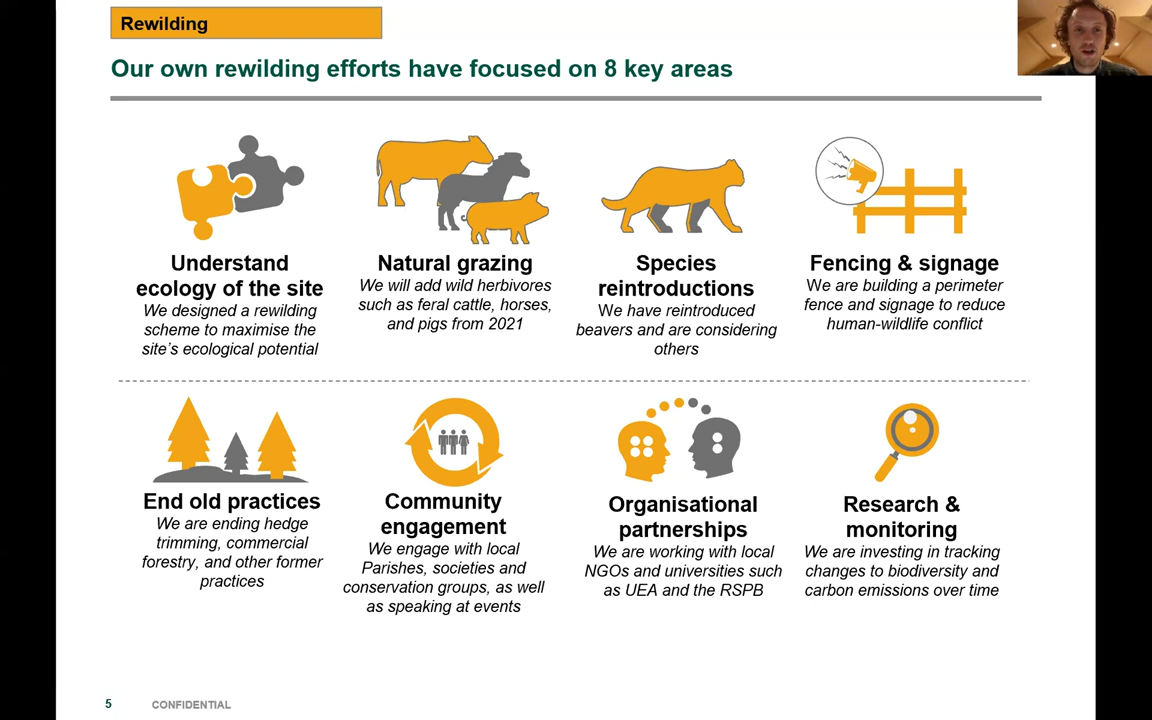 Rewilding
Our own rewilding efforts have focused on 8 key areas
Understand
ecology of the site
We designed a rewilding
scheme to maximise the
site's ecological potential
Natural grazing
We will add wild herbivores
such as feral cattle, horses,
and pigs from 2021
Species
reintroductions
We have reintroduced
beavers and are considering
others
Fencing & signage
We are building a perimeter
fence and signage to reduce
human-wildlife conflict
End old practices
We are ending hedge
trimming, commercial
forestry, and other former
practices
Community
engagement
We engage with local
Parishes, societies and
conservation groups, as well
as speaking at events
Organisational
partnerships
We are working with local
NGOs and universities such
as UEA and the RSPB
Research &
monitoring
We are investing in tracking
changes to biodiversity and
carbon emissions over time
5 CONFIDENTIAL